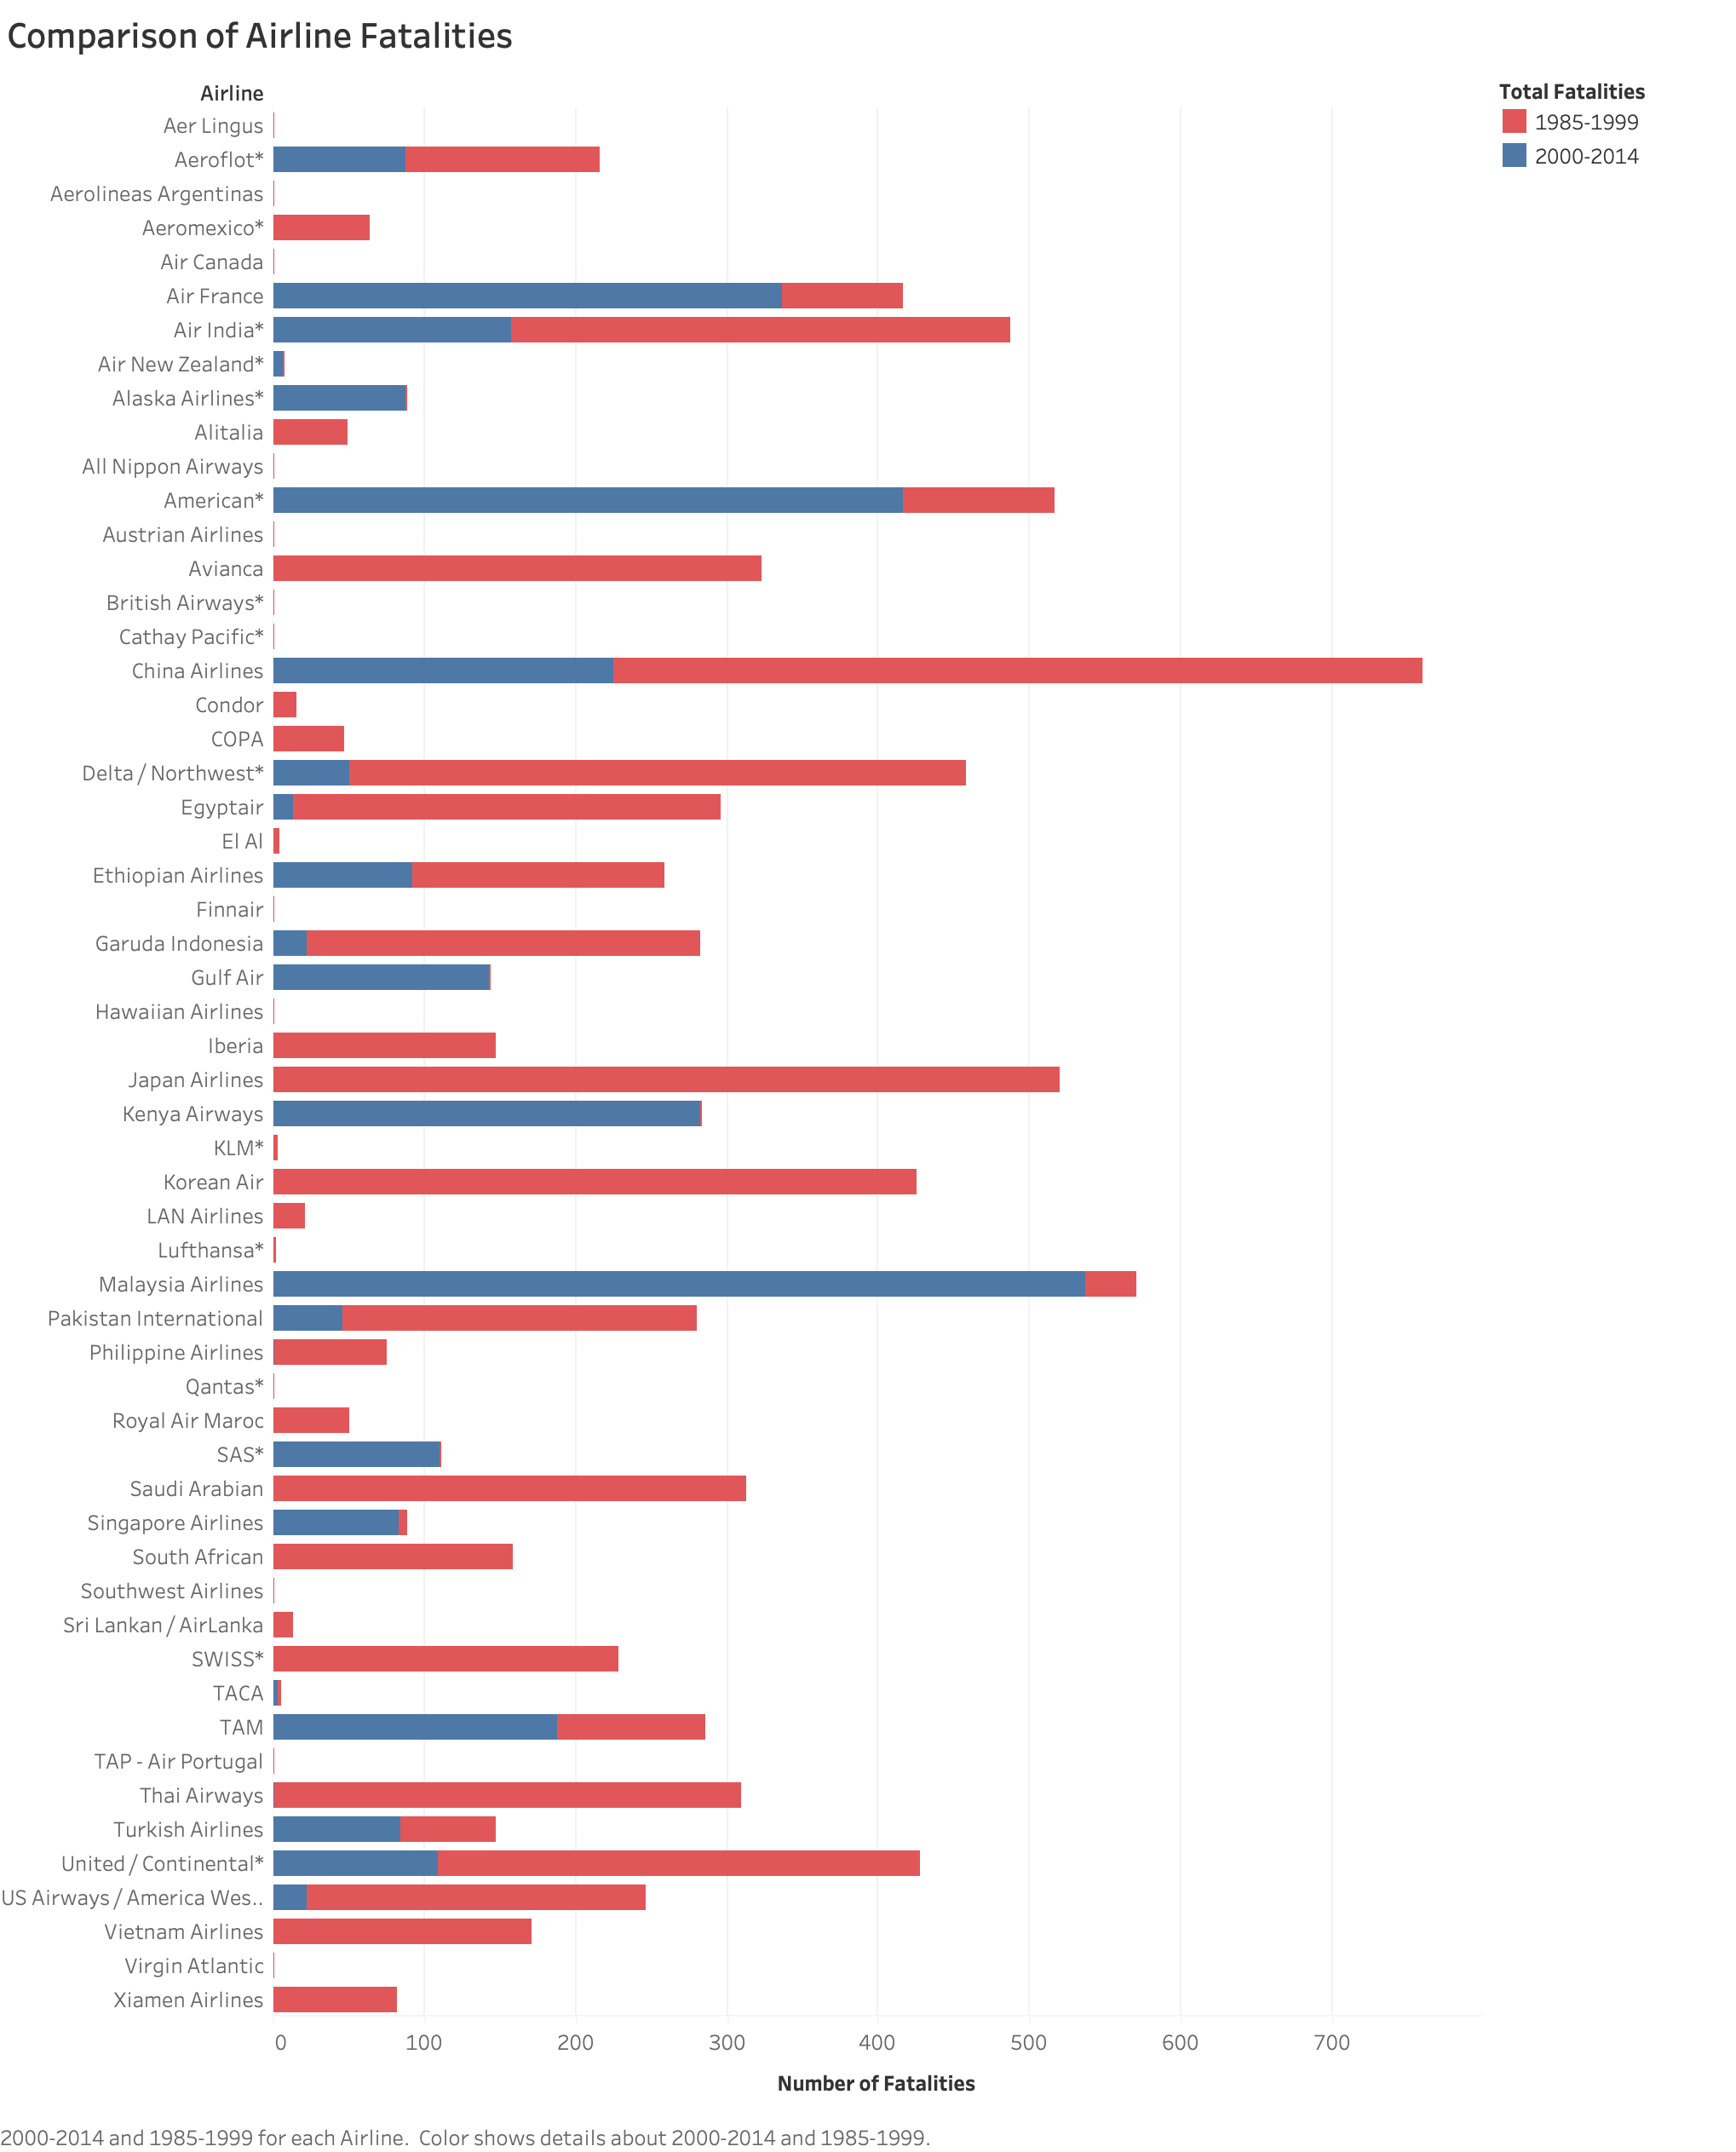 Comparison of Airline Fatalities
Airline
Total Fatalities
1985-1999
2000-2014
Aer Lingus
Aeroflot*
Aerolineas Argentinas
Aeromexico*
Air Canada
Air France
Air India*
Air New Zealand*
Alaska Airlines*
Alitalia
All Nippon Airways
American*
Austrian Airlines
Avianca
British Airways*
Cathay Pacific*
China Airlines
Condor
COPA
Delta / Northwest*
Egyptair
El Al
Ethiopian Airlines
Finnair
Garuda Indonesia
Gulf Air
Hawaiian Airlines
Iberia
Japan Airlines
Kenya Airways
KLM*
Korean Air
LAN Airlines
Lufthansa*
Malaysia Airlines
Pakistan International
Philippine Airlines
Qantas*
Royal Air Maroc
SAS*
Saudi Arabian
Singapore Airlines
South African
Southwest Airlines
Sri Lankan / AirLanka
SWISS*
TACA
TAM
TAP - Air Portugal
Thai Airways
Turkish Airlines
United / Continental*
US Airways / America Wes..
Vietnam Airlines
Virgin Atlantic
Xiamen Airlines
0 100 200 300 400 500 600 700
Number of Fatalities
2000-2014 and 1985-1999 for each Airline. Color shows details about 2000-2014 and 1985-1999.